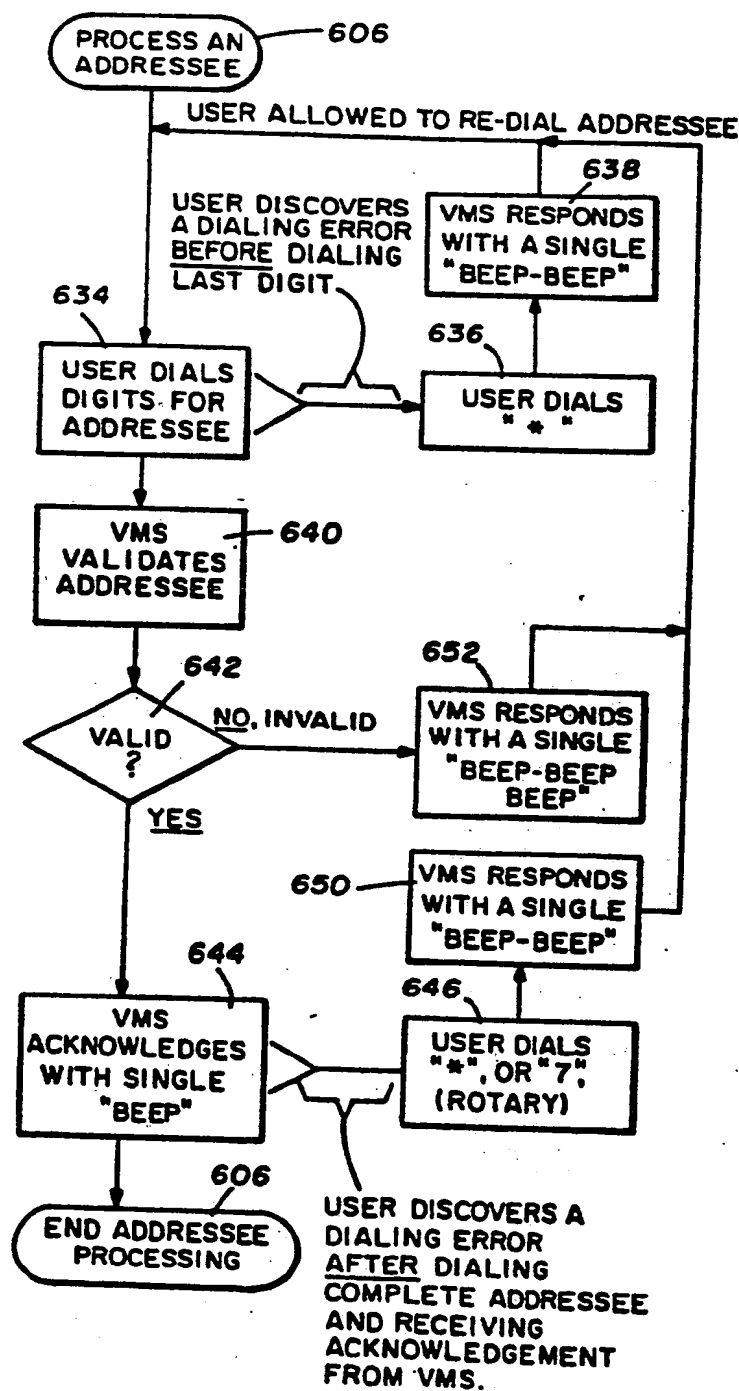 PROCESS AN
ADDRESSEE
606
USER ALLOWED TO RE-DIAL ADDRESSEE
638
VMS RESPONDS
WITH A SINGLE
"BEEP-BEEP"
USER DISCOVERS
A DIALING ERROR
BEFORE DIALING
LAST DIGIT
634
USER DIALS
DIGITS FOR
ADDRESSEE
636
USER DIALS
"*"
VMS
VALIDATES
ADDRESSEE
640
642
VALID
?
NO, INVALID
YES
652
VMS RESPONDS
WITH A SINGLE
"BEEP-BEEP
BEEP"
650
VMS RESPONDS
WITH A SINGLE
"BEEP-BEEP"
644
VMS
ACKNOWLEDGES
WITH SINGLE
"BEEP"
646
USER DIALS
"*", OR "7",
(ROTARY)
606
END ADDRESSEE
PROCESSING
USER DISCOVERS A
DIALING ERROR
AFTER DIALING
COMPLETE ADDRESSEE
AND RECEIVING
ACKNOWLEDGEMENT
FROM VMS.